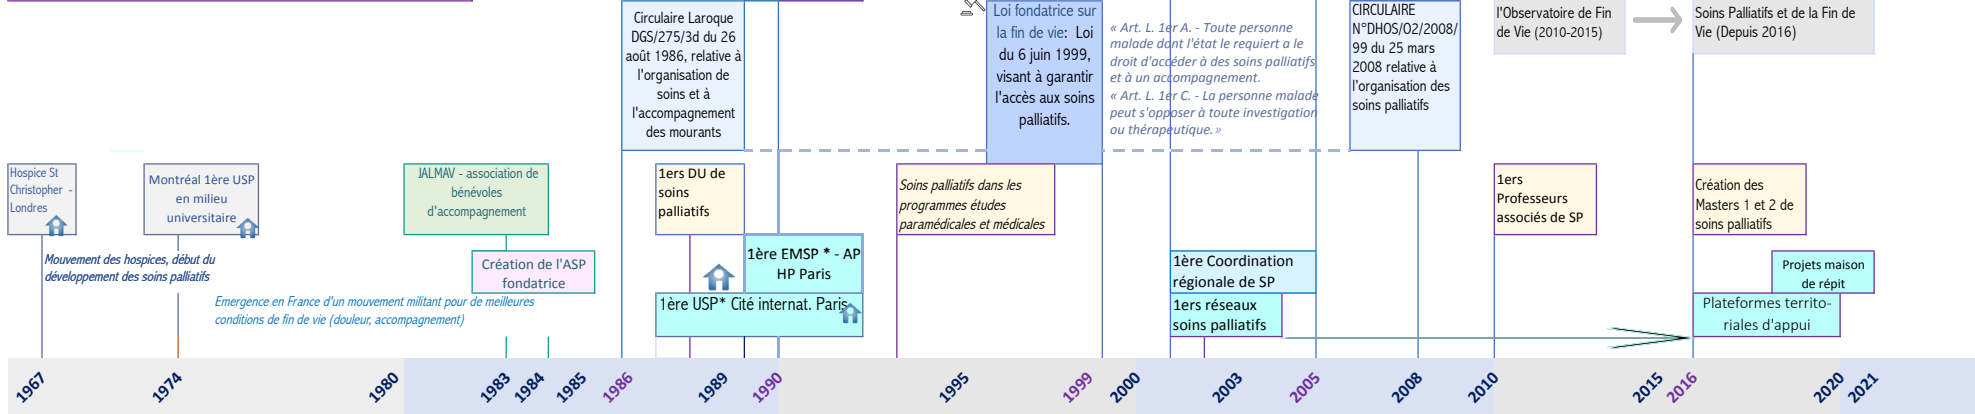 Circulaire Laroque
DGS/275/3d du 26
août 1986, relative à
l'organisation de
soins et à
l'accompagnement
des mourants
Loi fondatrice sur
la fin de vie: Loi
du 6 juin 1999,
visant à garantir
l'accès aux soins
palliatifs.
« Art. L. 1er A. - Toute personne
malade dont l'état le requiert a le
droit d'accéder à des soins palliatifs
et à un accompagnement.
« Art. L. 1er C. - La personne malade
peut s'opposer à toute investigation
ou thérapeutique. »
CIRCULAIRE
N°DHOS/O2/2008/
99 du 25 mars
2008 relative à
l'organisation des
soins palliatifs
l'Observatoire de Fin
de Vie (2010-2015)
Soins Palliatifs et de la Fin de
Vie (Depuis 2016)
Hospice St
Christopher -
Londres
Montréal 1ère USP
en milieu
universitaire
JALMAV - association de
bénévoles
d'accompagnement
1ers DU de
soins
palliatifs
Soins palliatifs dans les
programmes études
paramédicales et médicales
1ers
Professeurs
associés de SP
Création des
Masters 1 et 2 de
soins palliatifs
Mouvement des hospices, début du
développement des soins palliatifs
Création de l'ASP
fondatrice
1ère EMSP * - AP
HP Paris
1ère Coordination
régionale de SP
Projets maison
de répit
Emergence en France d'un mouvement militant pour de meilleures
conditions de fin de vie (douleur, accompagnement)
1ère USP* Cité internat. Paris
1ers réseaux
soins palliatifs
Plateformes territo-
riales d'appui
1967
1974
1980
1983
1984
1985
1986
1989
1990
1995
1999
2000
2003
2005
2008
2010
2015
2016
2020
2021